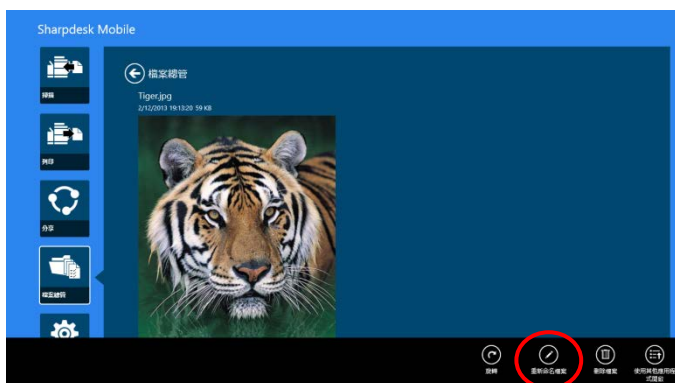 Sharpdesk Mobile
掃描
列印
分享
檔案總管
檔案總管
Tiger.jpg
2/12/2013 19:13:20 59 KB
旋轉
重新命名檔案
刪除檔案
使用其他應用程
式開啟